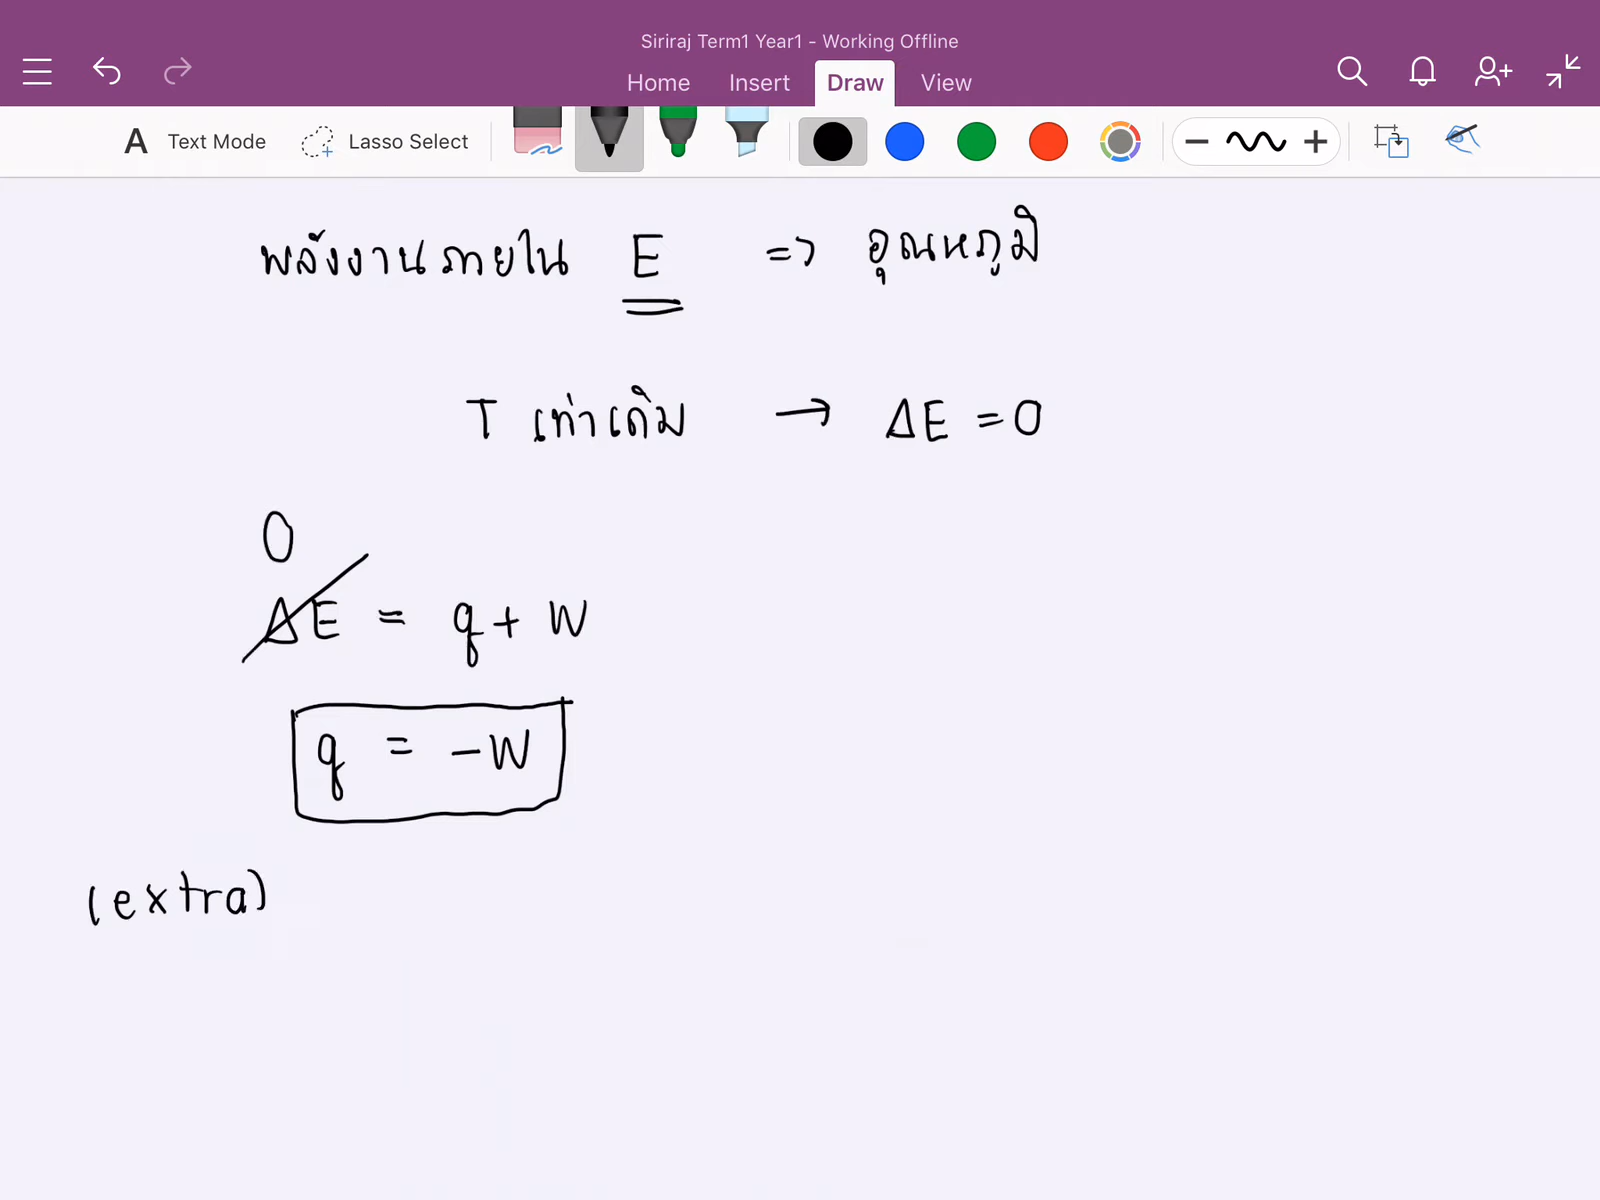 Siriraj Term1 Year1 - Working Offline
Home Insert Draw View
A Text Mode Lasso Select
พลังงานภายใน E => อุณหภูมิ
T เท่าเดิม → ΔE = 0
0
ΔE = q + W
q = -W
(extra)